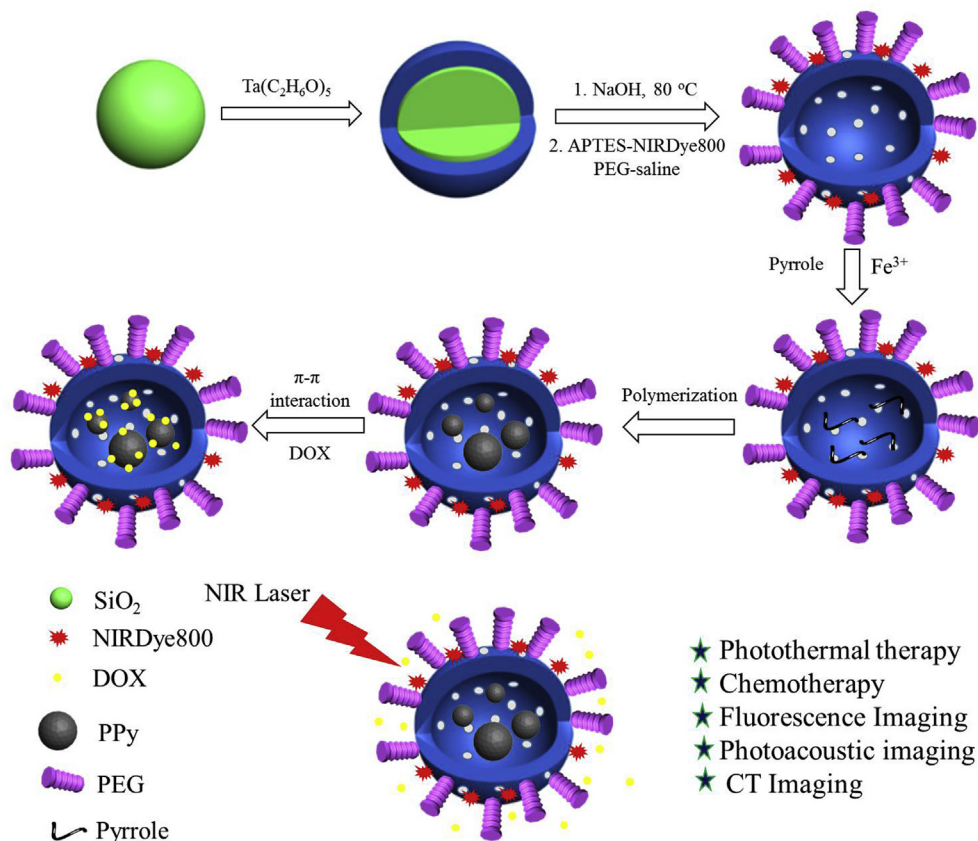 Ta(C₂H₆O)₅
1. NaOH, 80 °C
2. APTES-NIRDye800
PEG-saline
Pyrrole
Fe³⁺
Polymerization
π-π
interaction
DOX
SiO₂
NIRDye800
DOX
PPy
PEG
Pyrrole
NIR Laser
Photothermal therapy
Chemotherapy
Fluorescence Imaging
Photoacoustic imaging
CT Imaging